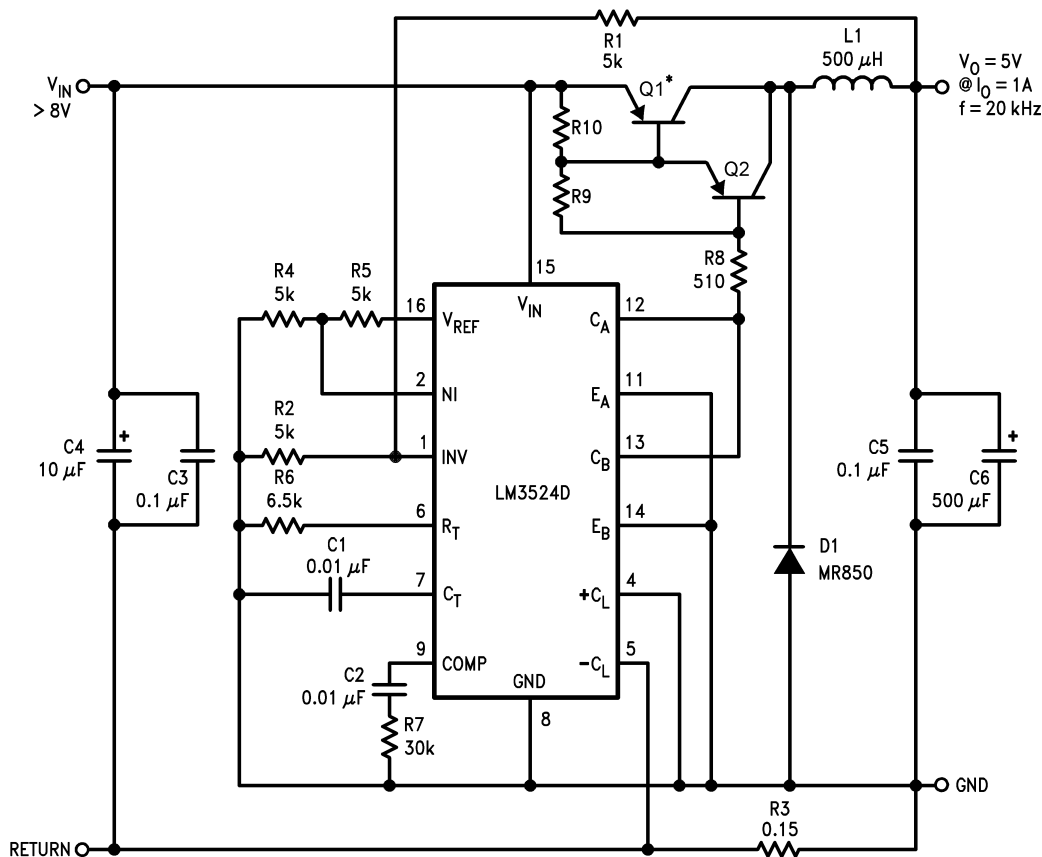 R1
5k
L1
500 μH
V_IN
> 8V
Q1*
V_O = 5V
@ I_O = 1A
f = 20 kHz
R10
Q2
R9
R4
5k
R5
5k
R8
510
15
16
V_REF
V_IN
C_A
12
2
NI
E_A
11
R2
5k
1
INV
C_B
13
C4
10 μF
C3
0.1 μF
R6
6.5k
LM3524D
C5
0.1 μF
C6
500 μF
6
R_T
E_B
14
C1
0.01 μF
7
C_T
+C_L
4
D1
MR850
9
COMP
−C_L
5
C2
0.01 μF
GND
8
R7
30k
GND
R3
0.15
RETURN